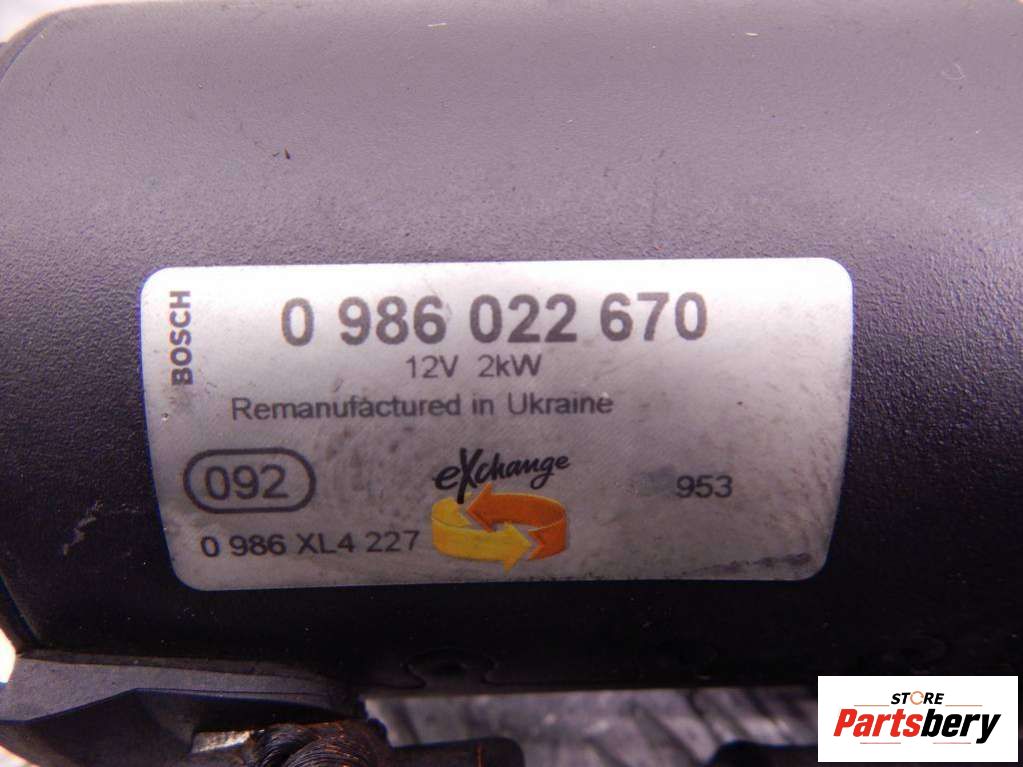 BOSCH
0 986 022 670
12V 2kW
Remanufactured in Ukraine
092
eXchange
953
0 986 XL4 227
STORE
Partsbery